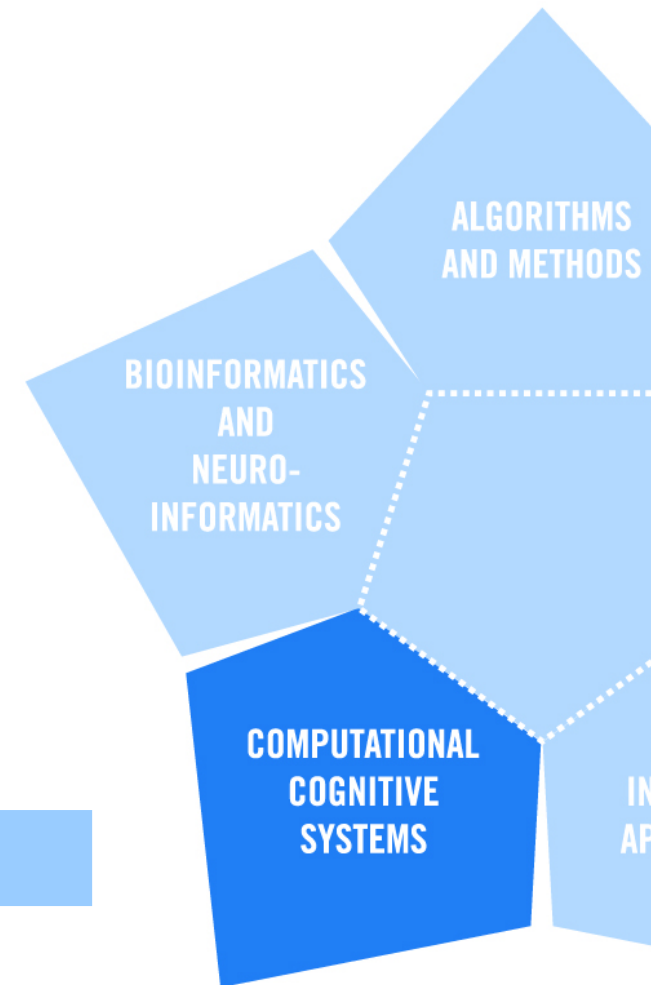 ALGORITHMS
AND METHODS
BIOINFORMATICS
AND
NEURO-
INFORMATICS
COMPUTATIONAL
COGNITIVE
SYSTEMS